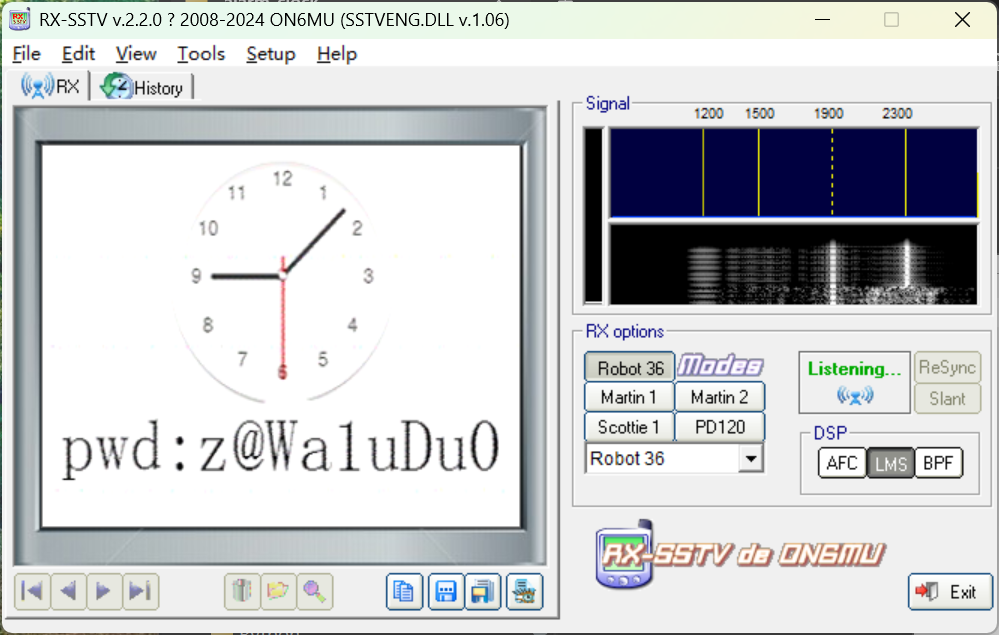 RX-SSTV v.2.2.0 ? 2008-2024 ON6MU (SSTVENG.DLL v.1.06)
File Edit View Tools Setup Help
RX History
12
11 1
10 2
9 3
8 4
7 5
6
pwd:z@Wa1uDu0
Signal
1200 1500 1900 2300
RX options
Robot 36 Modes
Martin 1 Martin 2
Scottie 1 PD120
Robot 36
Listening... ReSync
Slant
DSP
AFC LMS BPF
RX-SSTV de ON6MU
Exit